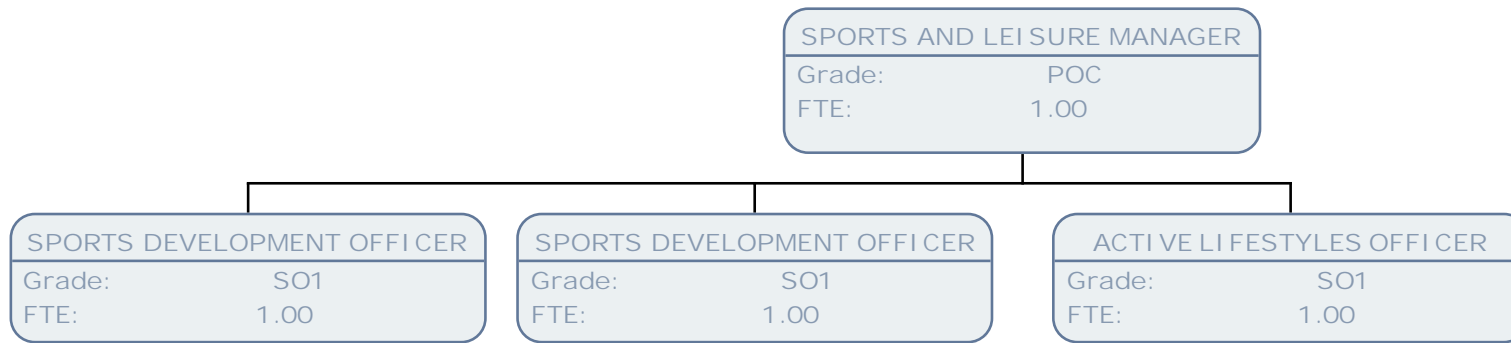 SPORTS AND LEISURE MANAGER
Grade: POC
FTE: 1.00
SPORTS DEVELOPMENT OFFICER
Grade: SO1
FTE: 1.00
SPORTS DEVELOPMENT OFFICER
Grade: SO1
FTE: 1.00
ACTIVE LIFESTYLES OFFICER
Grade: SO1
FTE: 1.00